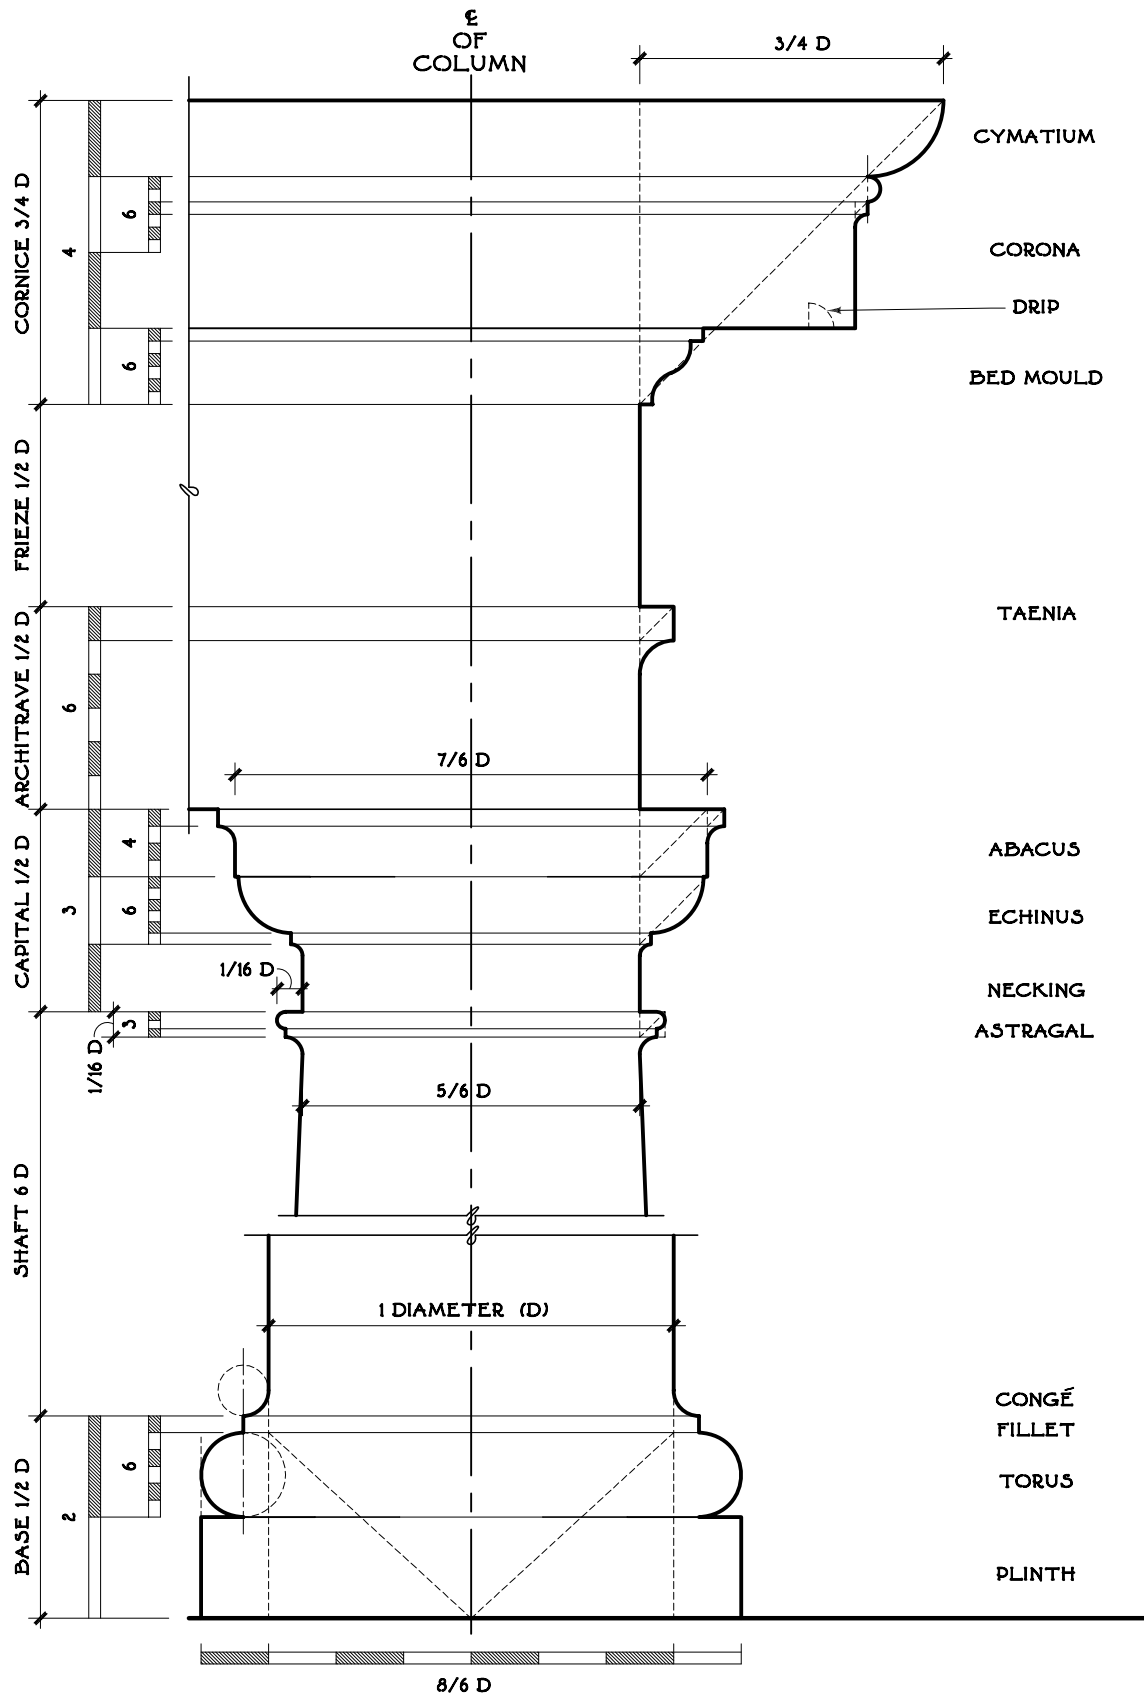 ℄
OF
COLUMN
3/4 D
CYMATIUM
CORNICE 3/4 D
4
6
CORONA
DRIP
6
BED MOULD
FRIEZE 1/2 D
TAENIA
ARCHITRAVE 1/2 D
6
7/6 D
CAPITAL 1/2 D
3
4
ABACUS
6
ECHINUS
1/16 D
NECKING
3
ASTRAGAL
1/16 D
5/6 D
SHAFT 6 D
1 DIAMETER (D)
CONGÉ
FILLET
BASE 1/2 D
2
6
TORUS
PLINTH
8/6 D